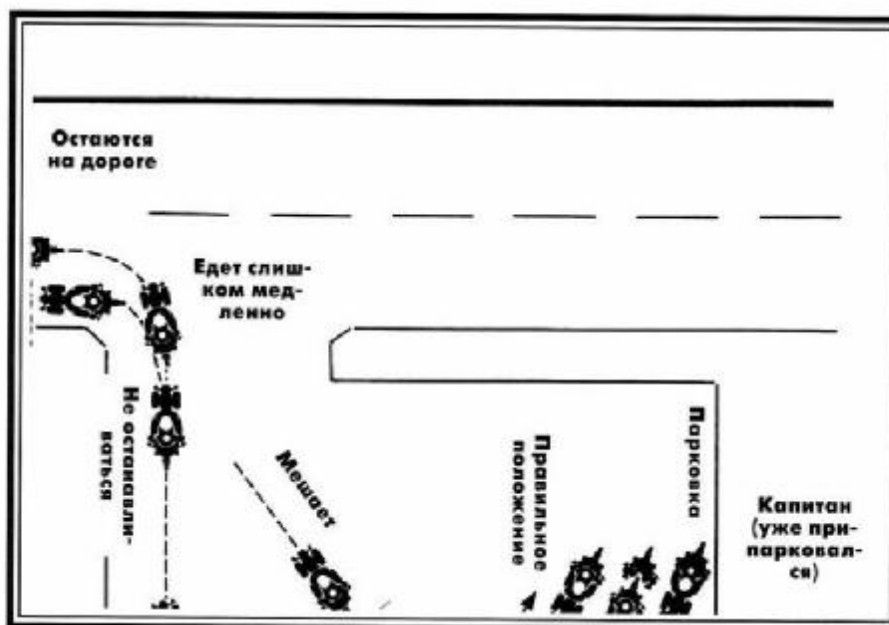 Остаются
на дороге
Едет слиш-
ком мед-
ленно
Не останавли-
ваться
Мешает
Правильное
положение
Парковка
Капитан
(уже при-
парковал-
ся)